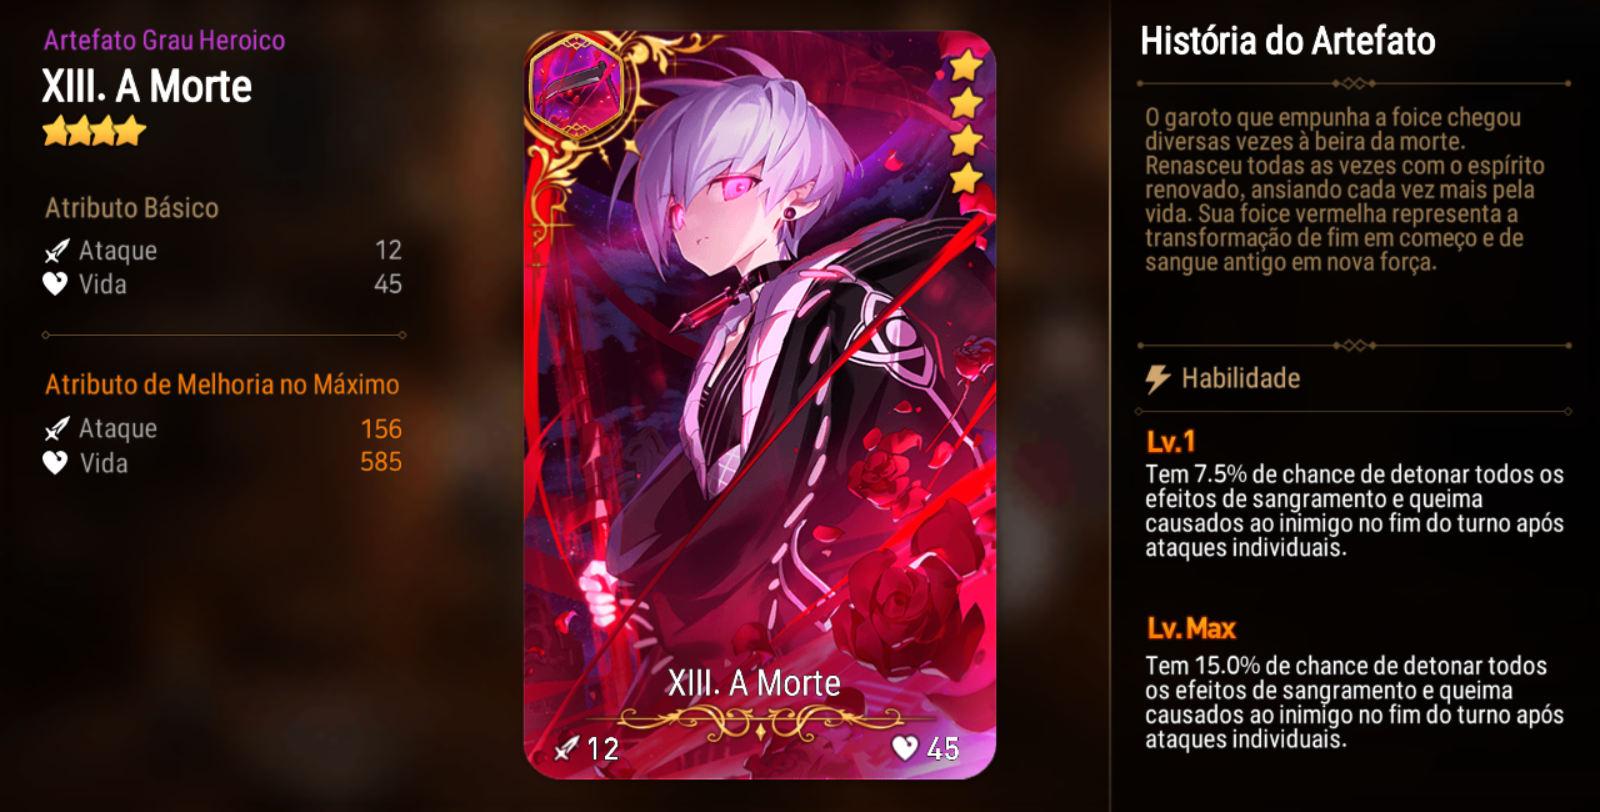 Artefato Grau Heroico
XIII. A Morte
Atributo Básico
Ataque 12
Vida 45
Atributo de Melhoria no Máximo
Ataque 156
Vida 585
XIII. A Morte
12 45
História do Artefato
O garoto que empunha a foice chegou
diversas vezes à beira da morte.
Renasceu todas as vezes com o espírito
renovado, ansiando cada vez mais pela
vida. Sua foice vermelha representa a
transformação de fim em começo e de
sangue antigo em nova força.
Habilidade
Lv.1
Tem 7.5% de chance de detonar todos os
efeitos de sangramento e queima
causados ao inimigo no fim do turno após
ataques individuais.
Lv.Max
Tem 15.0% de chance de detonar todos
os efeitos de sangramento e queima
causados ao inimigo no fim do turno após
ataques individuais.